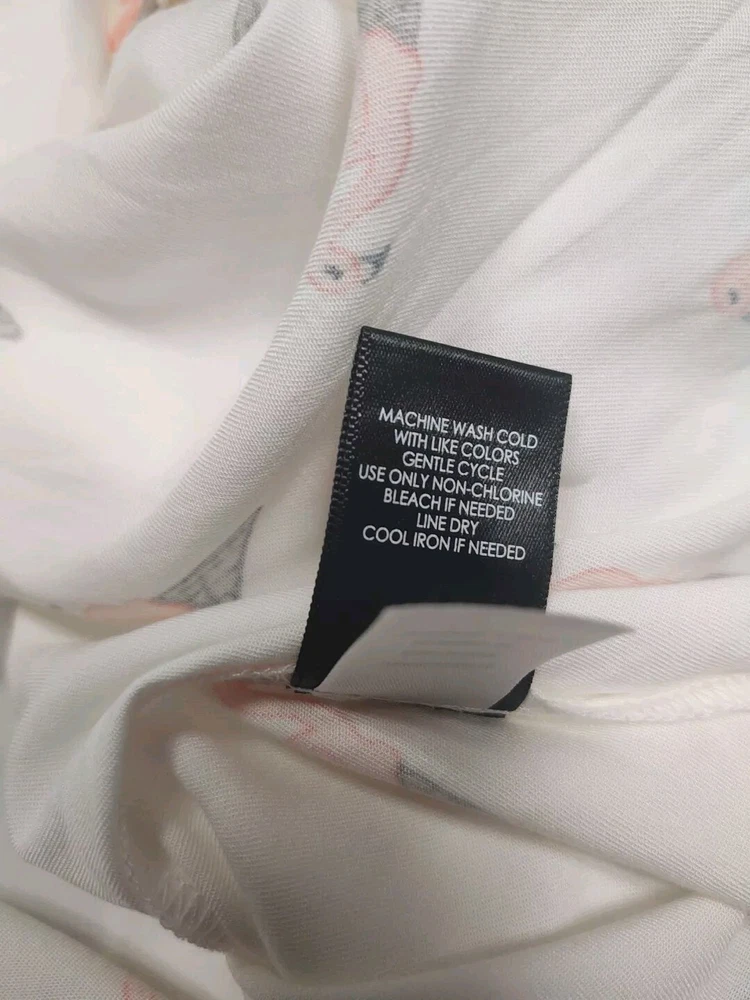 MACHINE WASH COLD
WITH LIKE COLORS
GENTLE CYCLE
USE ONLY NON-CHLORINE
BLEACH IF NEEDED
LINE DRY
COOL IRON IF NEEDED